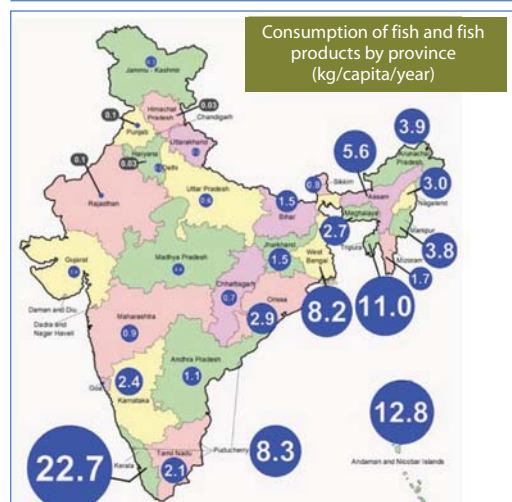 Consumption of fish and fish
products by province
(kg/capita/year)
Jammu - Kashmir
Himachal
Pradesh
0.03
Chandigarh
0.1
Punjab
Uttarakhand
Haryana
0.03
Delhi
0.1
Rajasthan
Uttar Pradesh
3.9
Arunachal
Pradesh
5.6
0.8
Sikkim
Assam
3.0
Nagaland
1.5
Bihar
2.7
Meghalaya
Manipur
3.8
Tripura
Mizoram
1.7
Gujarat
Madhya Pradesh
Jharkhand
1.5
West
Bengal
Chhattisgarh
0.7
Orissa
2.9
8.2
11.0
Daman and Diu
Dadra and
Nagar Haveli
Maharashtra
0.9
Andhra Pradesh
1.1
Goa
2.4
Karnataka
12.8
Andaman and Nicobar Islands
22.7
Kerala
Tamil Nadu
2.1
Puducherry
8.3